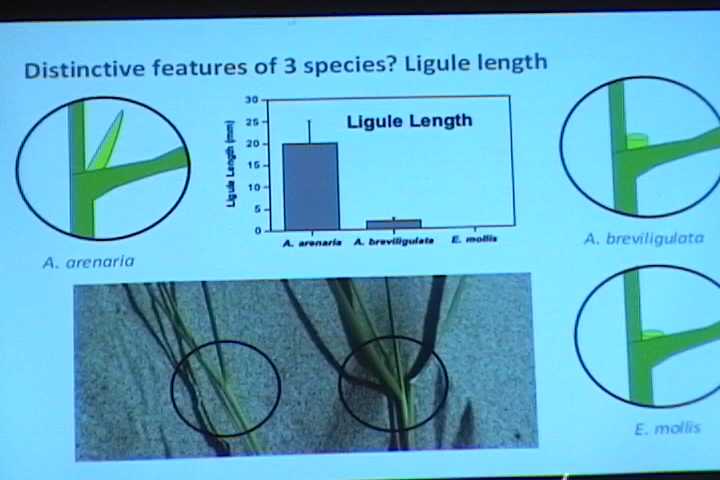 Distinctive features of 3 species? Ligule length
Ligule Length
Ligule Length (mm)
30
25
20
15
10
5
0
A. arenaria A. breviligulata E. mollis
A. arenaria
A. breviligulata
E. mollis